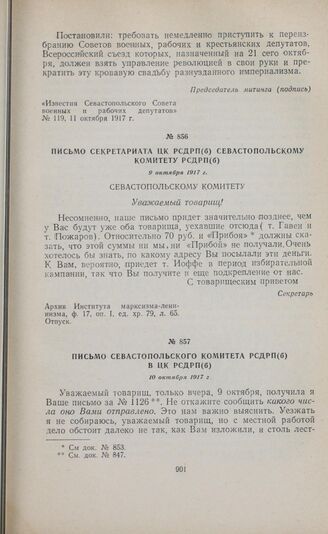 Постановили: требовать немедленно приступить к переиз-
бранию Советов военных, рабочих и крестьянских депутатов,
Всероссийский съезд которых, назначенный на 21 сего октяб-
ря, должен взять управление революцией в свои руки и пре-
кратить эту кровавую свадьбу разнузданного империализма.
Председатель митинга (подпись)
«Известия Севастопольского Совета
военных и рабочих депутатов»
№ 119, 11 октября 1917 г.
№ 856
ПИСЬМО СЕКРЕТАРИАТА ЦК РСДРП(б) СЕВАСТОПОЛЬСКОМУ
КОМИТЕТУ РСДРП(б)
9 октября 1917 г.
СЕВАСТОПОЛЬСКОМУ КОМИТЕТУ
Уважаемый товарищ!
Несомненно, наше письмо придет значительно позднее, чем
у Вас будут уже оба товарища, уехавшие отсюда (т. Гавен и
т. Пожаров). Относительно 70 руб. и «Прибоя» * должны ска-
зать, что этой суммы ни мы, ни «Прибой» не получали. Очень
хотелось бы знать, по какому адресу Вы посылали эти деньги.
К Вам, вероятно, приедет т. Иоффе в период избирательной
кампании, так что Вы получите и еще подкрепление от нас.
С товарищеским приветом
Секретарь
Архив Института марксизма-лени-
низма, ф. 17, оп. 1, ед. хр. 79, л. 65.
Отпуск.
№ 857
ПИСЬМО СЕВАСТОПОЛЬСКОГО КОМИТЕТА РСДРП(б)
В ЦК РСДРП(б)
10 октября 1917 г.
Уважаемый товарищ, только вчера, 9 октября, получила я
Ваше письмо за № 1126 **. Не откажите сообщить какого чис-
ла оно Вами отправлено. Это нам важно выяснить. Уезжать
я не собираюсь, уважаемый товарищ, но с местной работой
дело обстоит далеко не так, как Вам изложили, и столь лест-
* См. док. № 853.
** См. док. № 847.
901